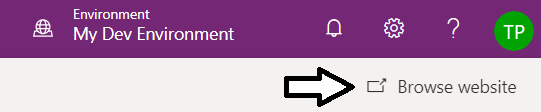 Environment
My Dev Environment
?
TP
Browse website